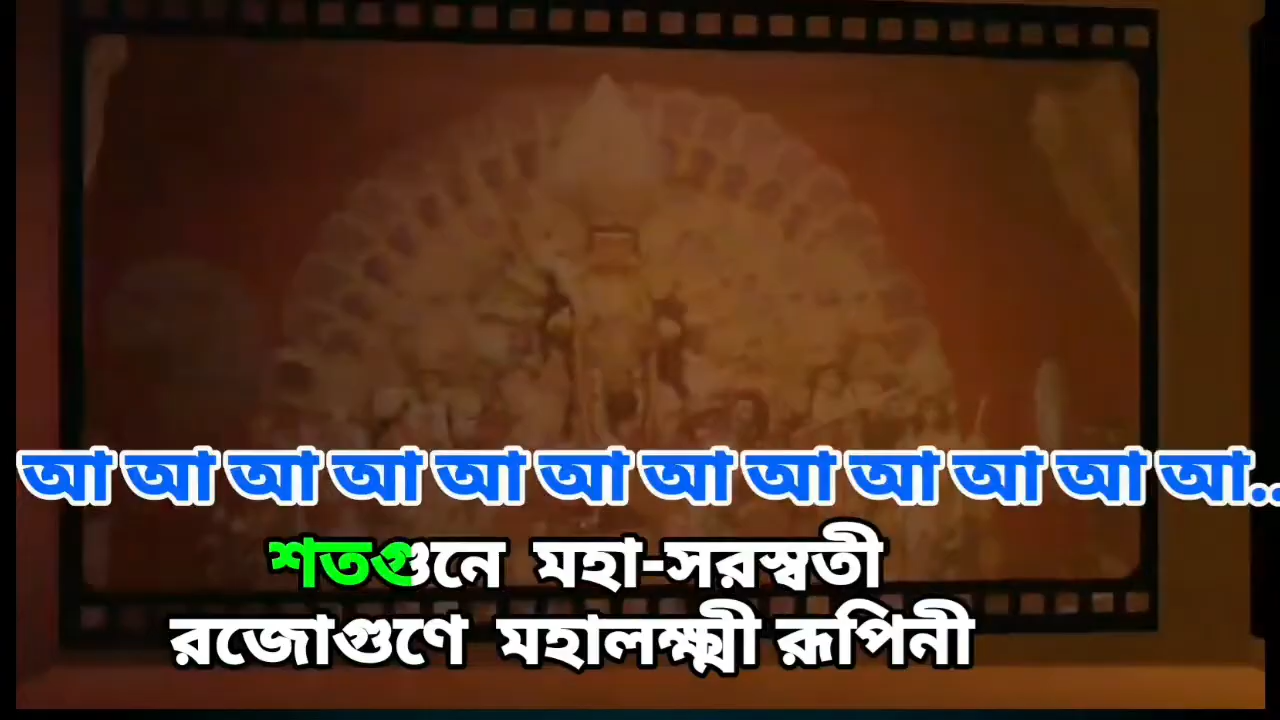 আ আ আ আ আ আ আ আ আ আ আ আ..
শতগুনে মহা-সরস্বতী
রজোগুণে মহালক্ষ্মী রূপিনী